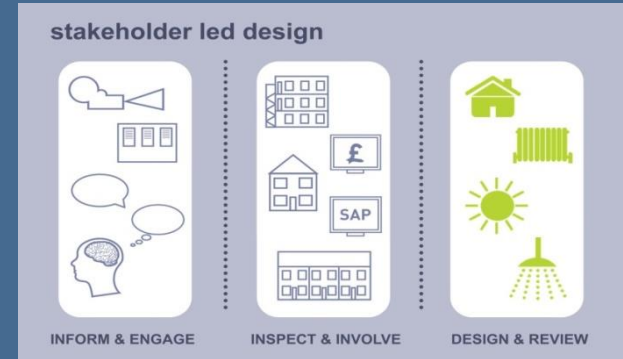 stakeholder led design
£
SAP
INFORM & ENGAGE
INSPECT & INVOLVE
DESIGN & REVIEW